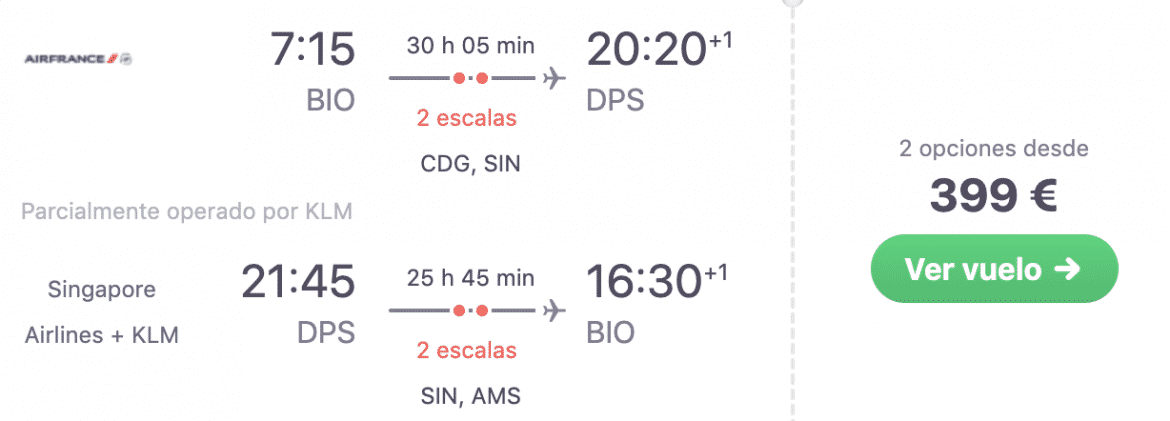 AIRFRANCE
7:15
30 h 05 min
20:20+1
BIO
DPS
2 escalas
CDG, SIN
Parcialmente operado por KLM
Singapore
Airlines + KLM
21:45
25 h 45 min
16:30+1
DPS
BIO
2 escalas
SIN, AMS
2 opciones desde
399 €
Ver vuelo →